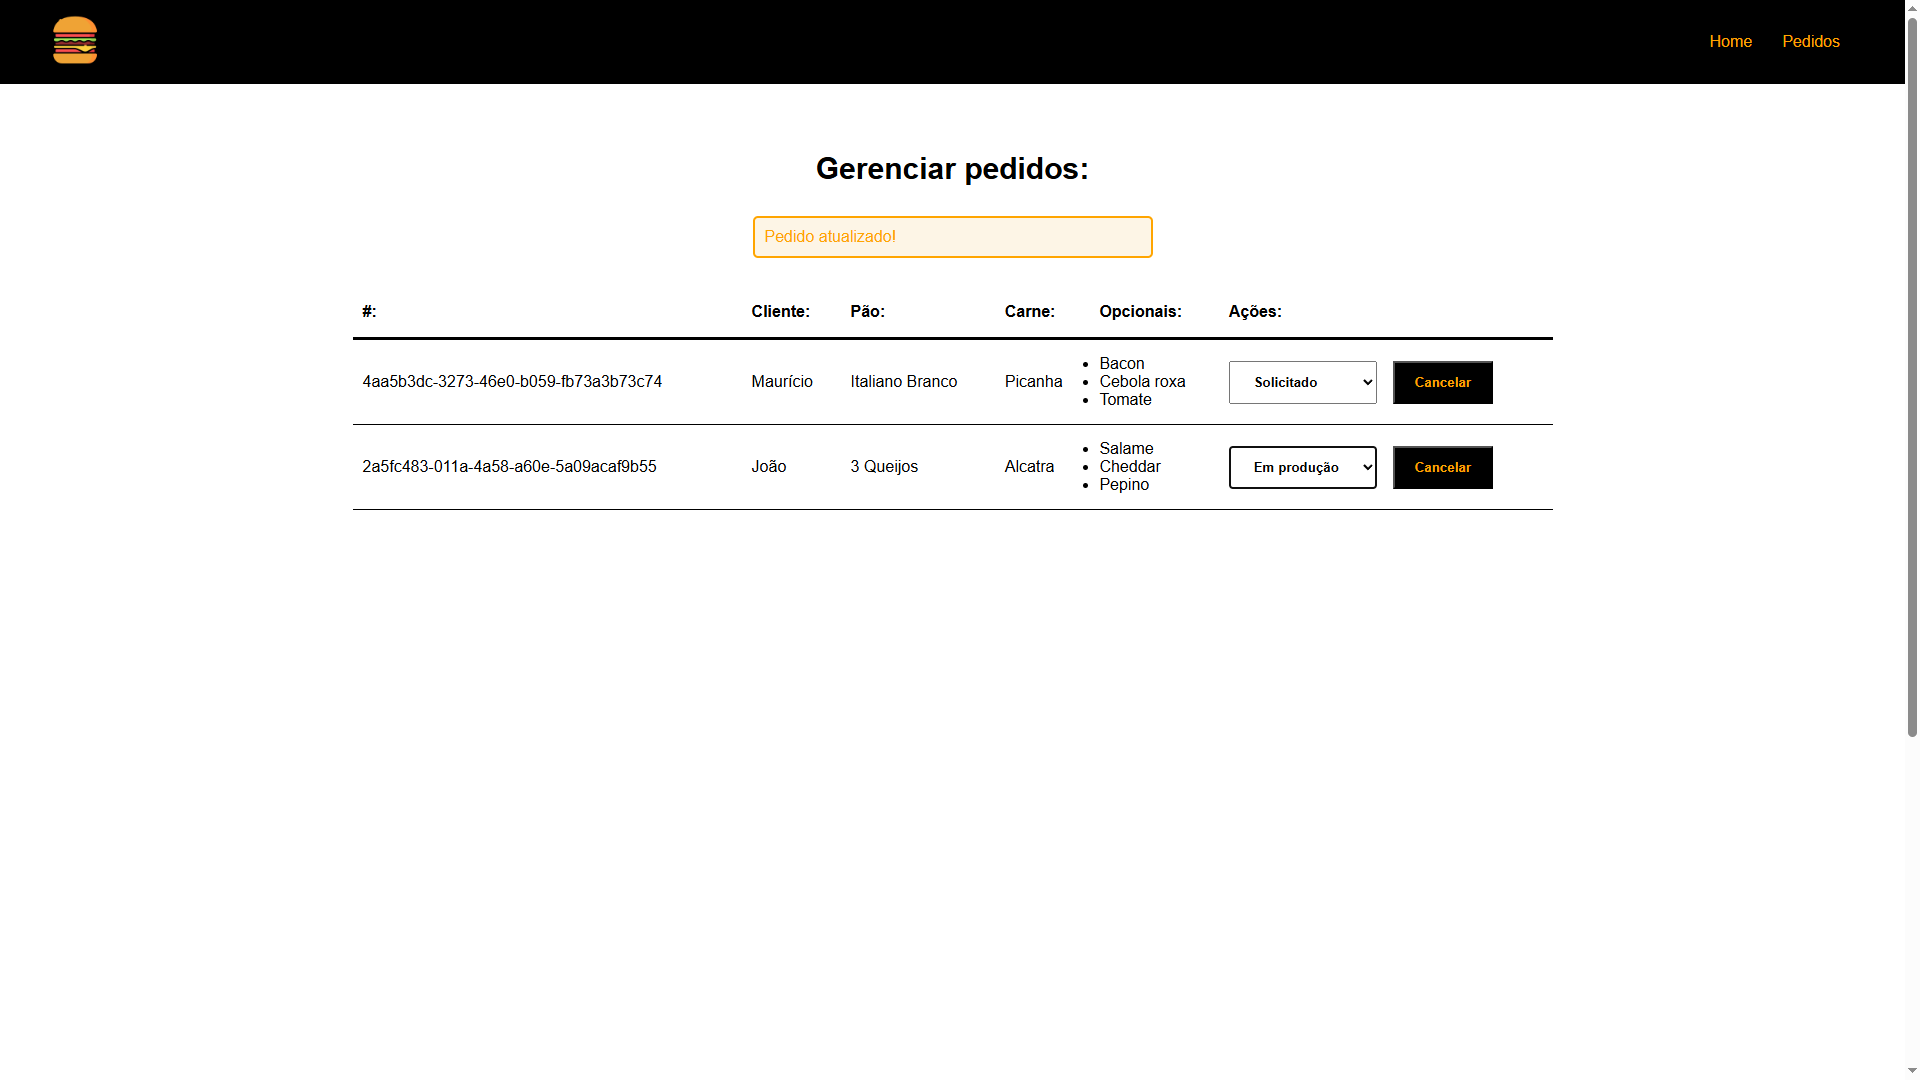 Home Pedidos
Gerenciar pedidos:
Pedido atualizado!
#: Cliente: Pão: Carne: Opcionais: Ações:
4aa5b3dc-3273-46e0-b059-fb73a3b73c74 Maurício Italiano Branco Picanha
Bacon
Cebola roxa
Tomate
Solicitado Cancelar
2a5fc483-011a-4a58-a60e-5a09acaf9b55 João 3 Queijos Alcatra
Salame
Cheddar
Pepino
Em produção Cancelar